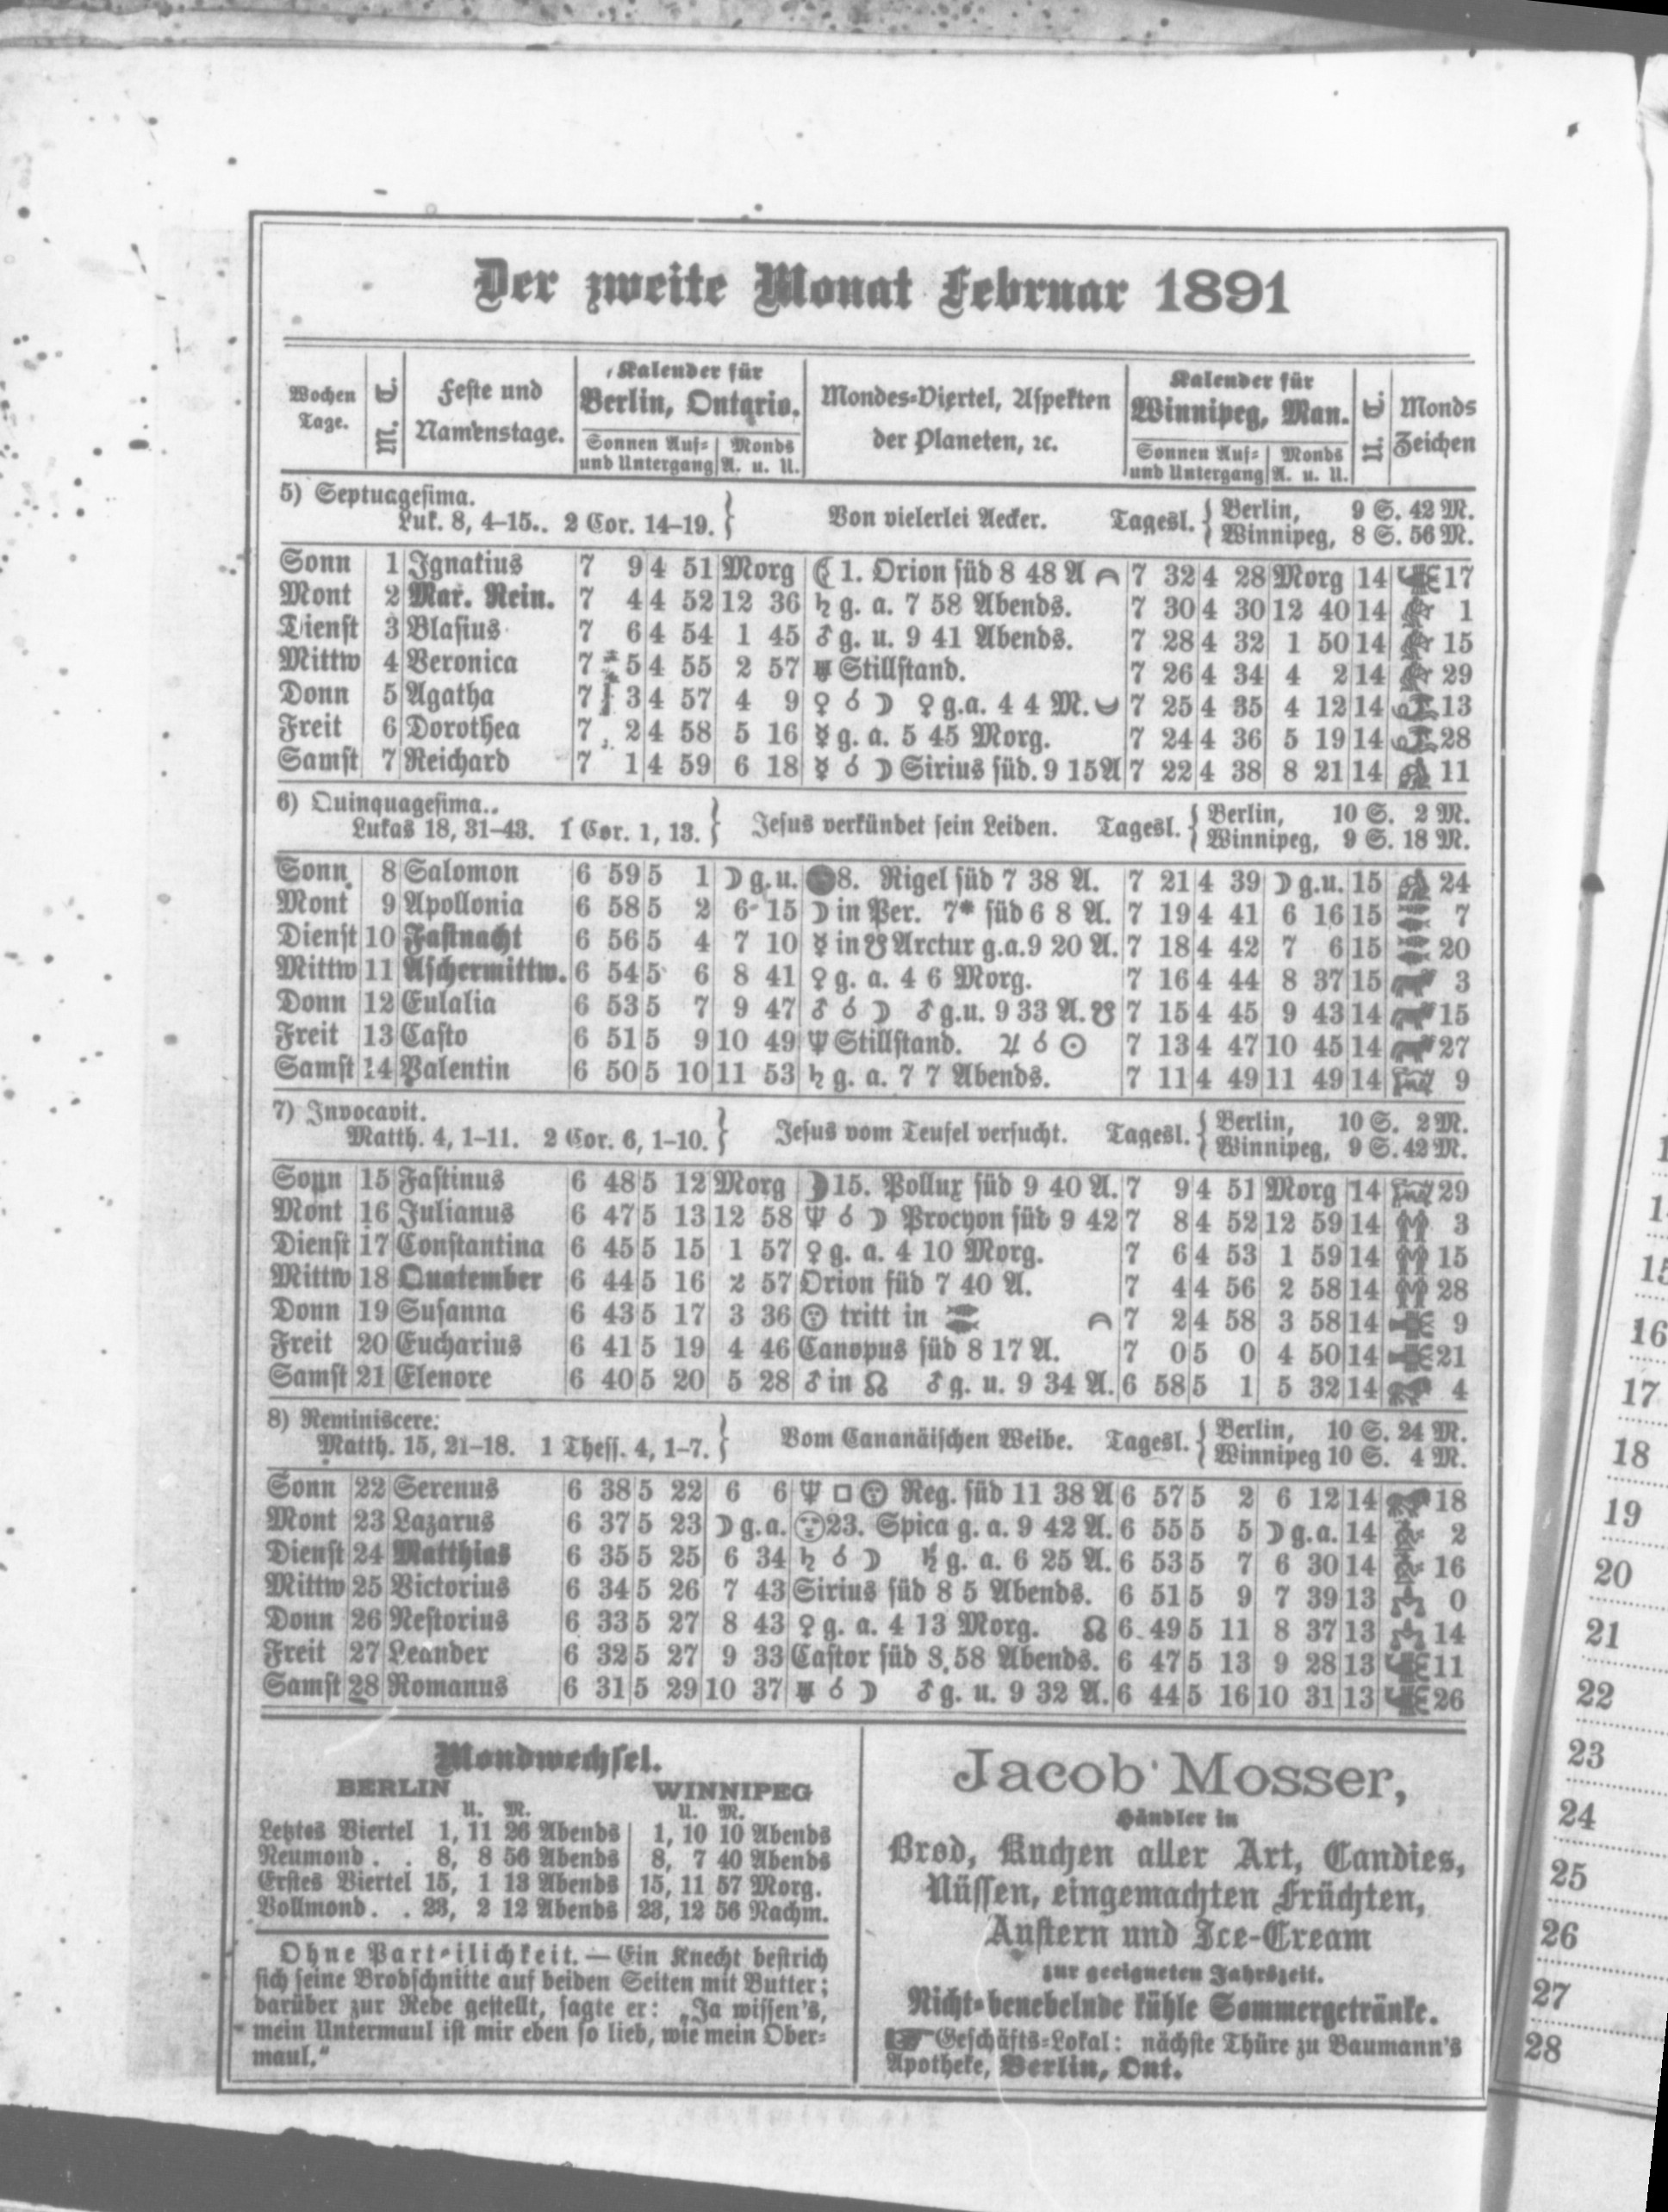 Der zweite Monat Februar 1891
Wochen Tage. M. T. Feste und Namenstage. Kalender für Berlin, Ontario. Sonnen Auf= und Untergang Monds A. u. U. Mondes=Viertel, Aspekten der Planeten, ꝛc. Kalender für Winnipeg, Man. Sonnen Auf= und Untergang Monds A. u. U. U. T. Monds Zeichen
5) Septuagesima.
Luk. 8, 4–15.. 2 Cor. 14–19. } Von vielerlei Aecker. Tagesl. { Berlin, 9 S. 42 M.
Winnipeg, 8 S. 56 M.
Sonn 1 Ignatius 7 9 4 51 Morg ☾ 1. Orion süd 8 48 A 7 32 4 28 Morg 14 17
Mont 2 Mar. Rein. 7 4 4 52 12 36 ♄ g. a. 7 58 Abends. 7 30 4 30 12 40 14 1
Dienst 3 Blasius 7 6 4 54 1 45 ♂ g. u. 9 41 Abends. 7 28 4 32 1 50 14 15
Mittw 4 Veronica 7 5 4 55 2 57 ♅ Stillstand. 7 26 4 34 4 2 14 29
Donn 5 Agatha 7 3 4 57 4 9 ♀ ☌ ☽ ♀ g.a. 4 4 M. 7 25 4 35 4 12 14 13
Freit 6 Dorothea 7 2 4 58 5 16 ☿ g. a. 5 45 Morg. 7 24 4 36 5 19 14 28
Samst 7 Reichard 7 1 4 59 6 18 ☿ ☌ ☽ Sirius süd. 9 15 A 7 22 4 38 8 21 14 11
6) Quinquagesima..
Lukas 18, 31–43. 1 Cor. 1, 13. } Jesus verkündet sein Leiden. Tagesl. { Berlin, 10 S. 2 M.
Winnipeg, 9 S. 18 M.
Sonn 8 Salomon 6 59 5 1 ☽ g.u. ● 8. Rigel süd 7 38 A. 7 21 4 39 ☽ g.u. 15 24
Mont 9 Apollonia 6 58 5 2 6 15 ☽ in Per. 7* süd 6 8 A. 7 19 4 41 6 16 15 7
Dienst 10 Fastnacht 6 56 5 4 7 10 ☿ in ☋ Arctur g.a. 9 20 A. 7 18 4 42 7 6 15 20
Mittw 11 Aschermittw. 6 54 5 6 8 41 ♀ g. a. 4 6 Morg. 7 16 4 44 8 37 15 3
Donn 12 Eulalia 6 53 5 7 9 47 ♂ ☌ ☽ ♂ g.u. 9 33 A. ☋ 7 15 4 45 9 43 14 15
Freit 13 Casto 6 51 5 9 10 49 ♆ Stillstand. ♃ ☌ ☉ 7 13 4 47 10 45 14 27
Samst 14 Valentin 6 50 5 10 11 53 ♄ g. a. 7 7 Abends. 7 11 4 49 11 49 14 9
7) Invocavit.
Matth. 4, 1–11. 2 Cor. 6, 1–10. } Jesus vom Teufel versucht. Tagesl. { Berlin, 10 S. 2 M.
Winnipeg, 9 S. 42 M.
Sonn 15 Fastinus 6 48 5 12 Morg ☽ 15. Pollux süd 9 40 A. 7 9 4 51 Morg 14 29
Mont 16 Julianus 6 47 5 13 12 58 ♆ ☌ ☽ Procyon süd 9 42 7 8 4 52 12 59 14 3
Dienst 17 Constantina 6 45 5 15 1 57 ♀ g. a. 4 10 Morg. 7 6 4 53 1 59 14 15
Mittw 18 Quatember 6 44 5 16 2 57 Orion süd 7 40 A. 7 4 4 56 2 58 14 28
Donn 19 Susanna 6 43 5 17 3 36 ☉ tritt in ♓ 7 2 4 58 3 58 14 9
Freit 20 Eucharius 6 41 5 19 4 46 Canopus süd 8 17 A. 7 0 5 0 4 50 14 21
Samst 21 Elenore 6 40 5 20 5 28 ♂ in ☊ ♂ g. u. 9 34 A. 6 58 5 1 5 32 14 4
8) Reminiscere:
Matth. 15, 21–18. 1 Thess. 4, 1–7. } Vom Cananäischen Weibe. Tagesl. { Berlin, 10 S. 24 M.
Winnipeg 10 S. 4 M.
Sonn 22 Serenus 6 38 5 22 6 6 ♆ □ ☉ Reg. süd 11 38 A 6 57 5 2 6 12 14 18
Mont 23 Lazarus 6 37 5 23 ☽ g.a. 23. Spica g. a. 9 42 A. 6 55 5 5 ☽ g.a. 14 2
Dienst 24 Matthias 6 35 5 25 6 34 ♄ ☌ ☽ ♄ g. a. 6 25 A. 6 53 5 7 6 30 14 16
Mittw 25 Victorius 6 34 5 26 7 43 Sirius süd 8 5 Abends. 6 51 5 9 7 39 13 0
Donn 26 Nestorius 6 33 5 27 8 43 ♀ g. a. 4 13 Morg. ☊ 6 49 5 11 8 37 13 14
Freit 27 Leander 6 32 5 27 9 33 Castor süd 8,58 Abends. 6 47 5 13 9 28 13 11
Samst 28 Romanus 6 31 5 29 10 37 ♅ ☌ ☽ ♂ g. u. 9 32 A. 6 44 5 16 10 31 13 26
Mondwechsel.
BERLIN WINNIPEG
U. M. U. M.
Letztes Viertel 1, 11 26 Abends 1, 10 10 Abends
Neumond . . 8, 8 56 Abends 8, 7 40 Abends
Erstes Viertel 15, 1 13 Abends 15, 11 57 Morg.
Vollmond . . 23, 2 12 Abends 23, 12 56 Nachm.
Ohne Parteilichkeit. — Ein Knecht bestrich
sich seine Brodschnitte auf beiden Seiten mit Butter;
darüber zur Rede gestellt, sagte er: „Ja wissen's,
mein Untermaul ist mir eben so lieb, wie mein Ober=
maul.“
Jacob Mosser,
Händler in
Brod, Kuchen aller Art, Candies,
Nüssen, eingemachten Früchten,
Austern und Ice-Cream
zur geeigneten Jahrszeit.
Nicht=benebelnde kühle Sommergetränke.
☛ Geschäfts=Lokal: nächste Thüre zu Baumann's
Apotheke, Berlin, Ont.
1
14
15
16
17
18
19
20
21
22
23
24
25
26
27
28